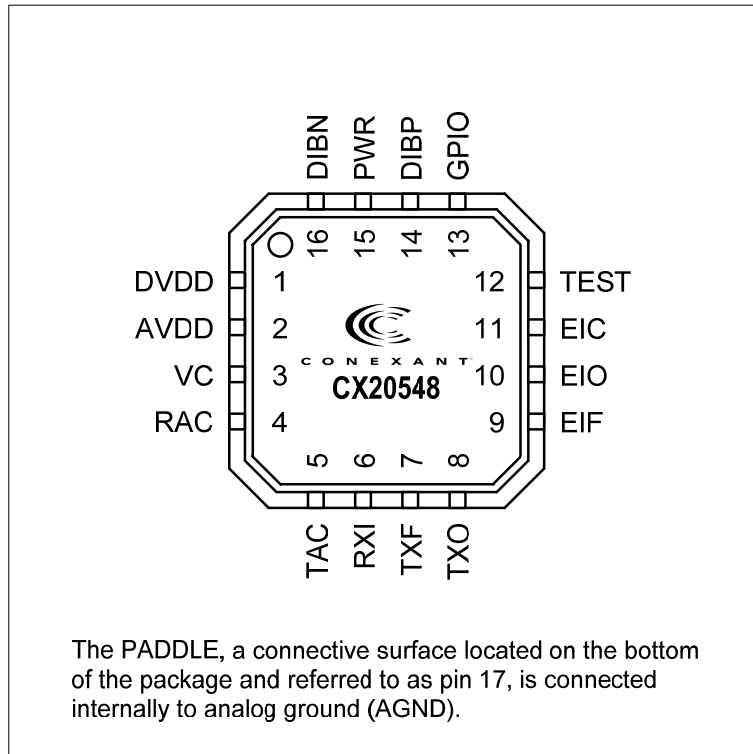 DIBN
PWR
DIBP
GPIO
16
15
14
13
DVDD 1
12 TEST
AVDD 2
11 EIC
VC 3
10 EIO
RAC 4
9 EIF
CONEXANT
CX20548
5
6
7
8
TAC
RXI
TXF
TXO
The PADDLE, a connective surface located on the bottom
of the package and referred to as pin 17, is connected
internally to analog ground (AGND).